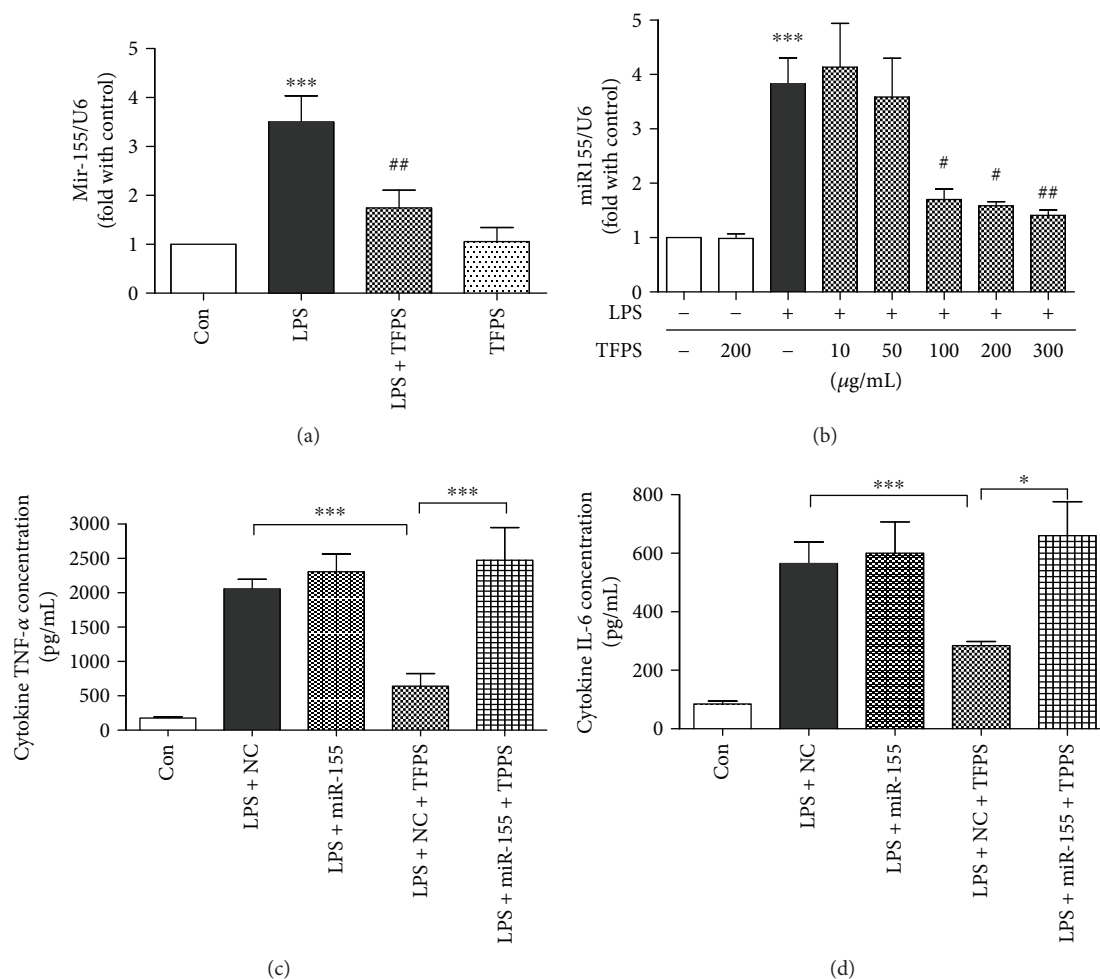 Mir-155/U6
(fold with control)
5
4
3
2
1
0
***
##
Con
LPS
LPS + TFPS
TFPS
(a)
miR155/U6
(fold with control)
5
4
3
2
1
0
***
#
#
##
LPS – – + + + + + +
TFPS – 200 – 10 50 100 200 300
(μg/mL)
(b)
Cytokine TNF-α concentration
(pg/mL)
3000
2500
2000
1500
1000
500
0
***
***
Con
LPS + NC
LPS + miR-155
LPS + NC + TFPS
LPS + miR-155 + TPPS
(c)
Cytokine IL-6 concentration
(pg/mL)
800
600
400
200
0
***
*
Con
LPS + NC
LPS + miR-155
LPS + NC + TFPS
LPS + miR-155 + TPPS
(d)